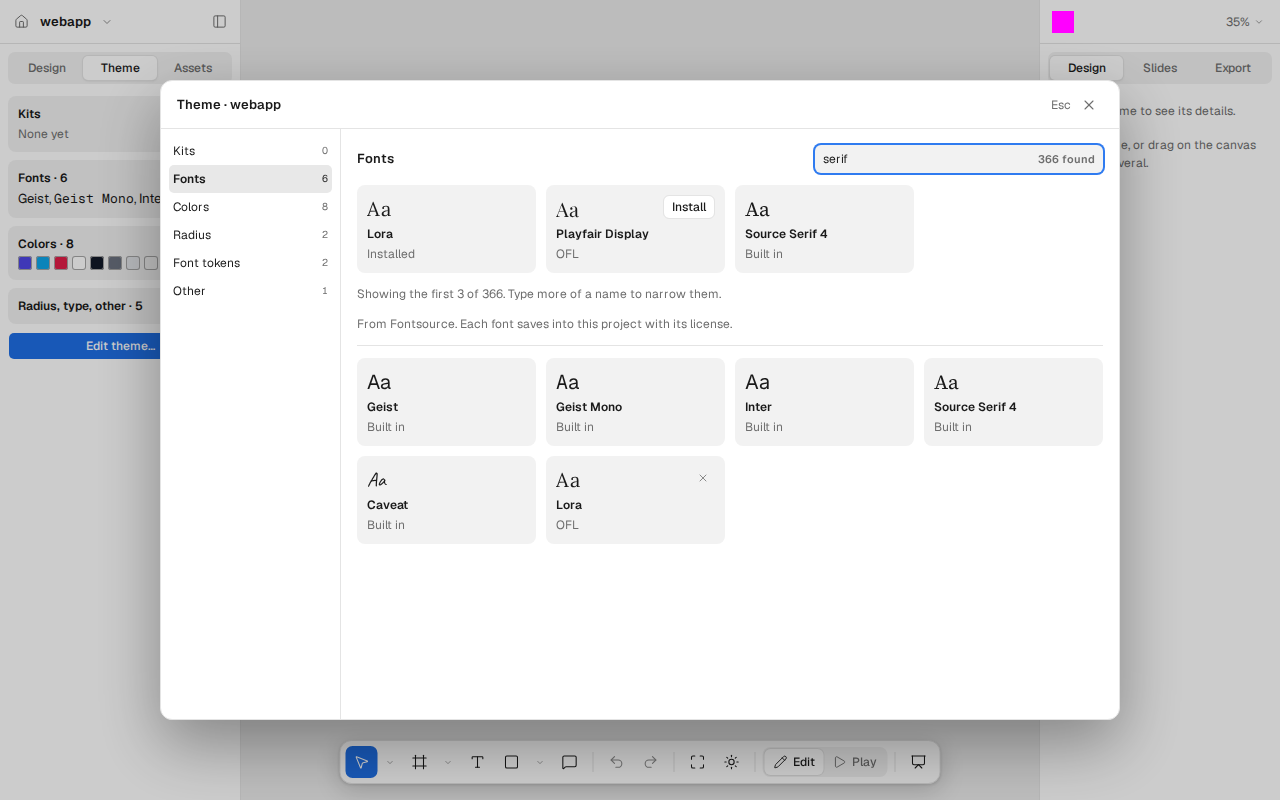 webapp
35%
Design Theme Assets
Design Slides Export
Kits
None yet
Fonts · 6
Geist, Geist Mono, Inte
Colors · 8
Radius, type, other · 5
Edit theme…
me to see its details.
e, or drag on the canvas
veral.
Theme · webapp
Esc
Kits 0
Fonts 6
Colors 8
Radius 2
Font tokens 2
Other 1
Fonts
serif 366 found
Aa
Lora
Installed
Aa
Install
Playfair Display
OFL
Aa
Source Serif 4
Built in
Showing the first 3 of 366. Type more of a name to narrow them.
From Fontsource. Each font saves into this project with its license.
Aa
Geist
Built in
Aa
Geist Mono
Built in
Aa
Inter
Built in
Aa
Source Serif 4
Built in
Aa
Caveat
Built in
Aa
Lora
OFL
Edit Play